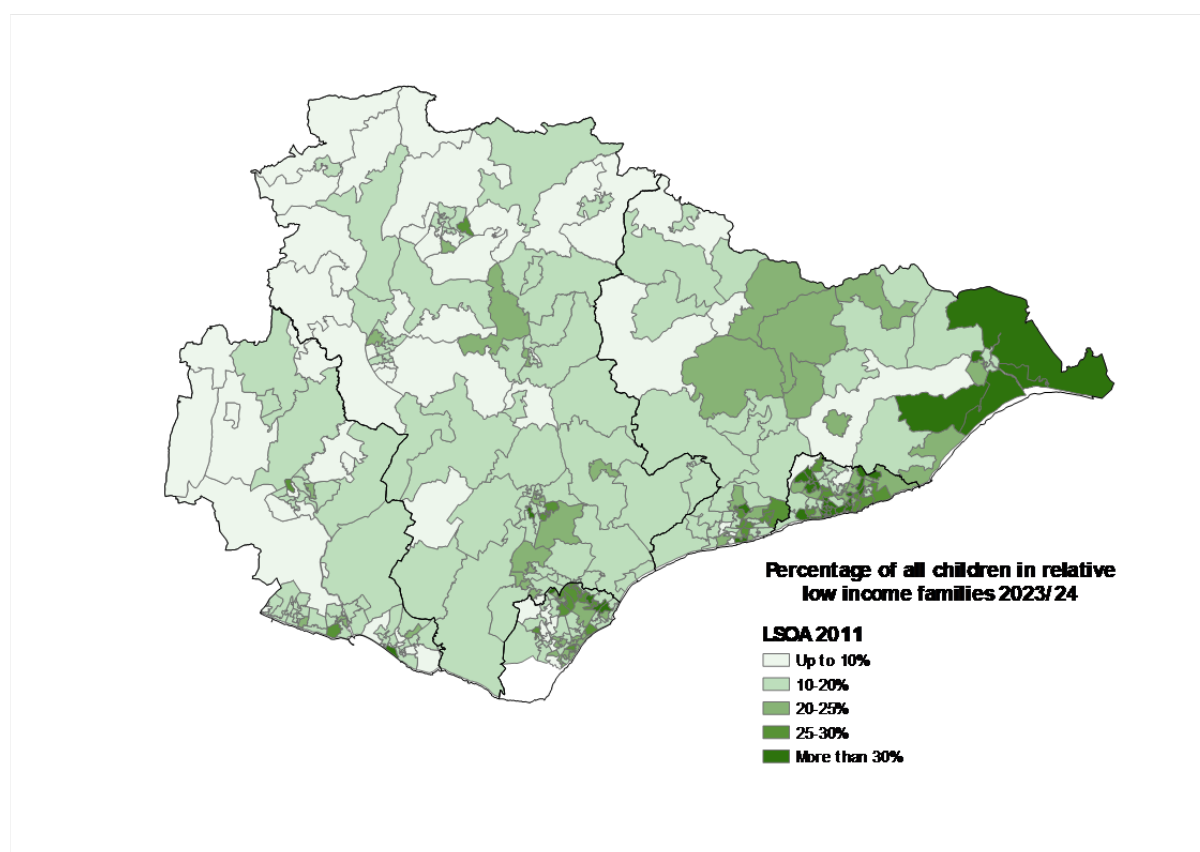 Percentage of all children in relative
low income families 2023/24
LSOA 2011
Up to 10%
10-20%
20-25%
25-30%
More than 30%